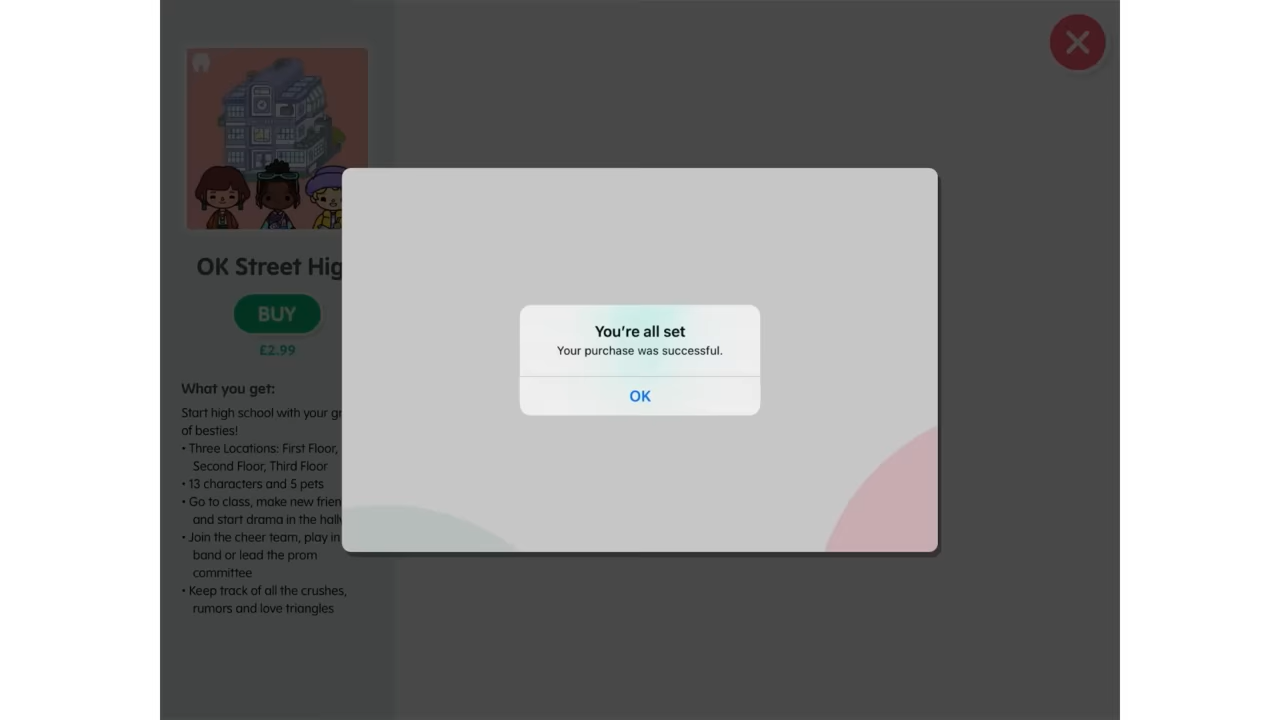 OK Street Hig
BUY
£2.99
What you get:
Start high school with your gr
of besties!
• Three Locations: First Floor,
Second Floor, Third Floor
• 13 characters and 5 pets
• Go to class, make new frien
and start drama in the hall
• Join the cheer team, play in
band or lead the prom
committee
• Keep track of all the crushes,
rumors and love triangles
You're all set
Your purchase was successful.
OK